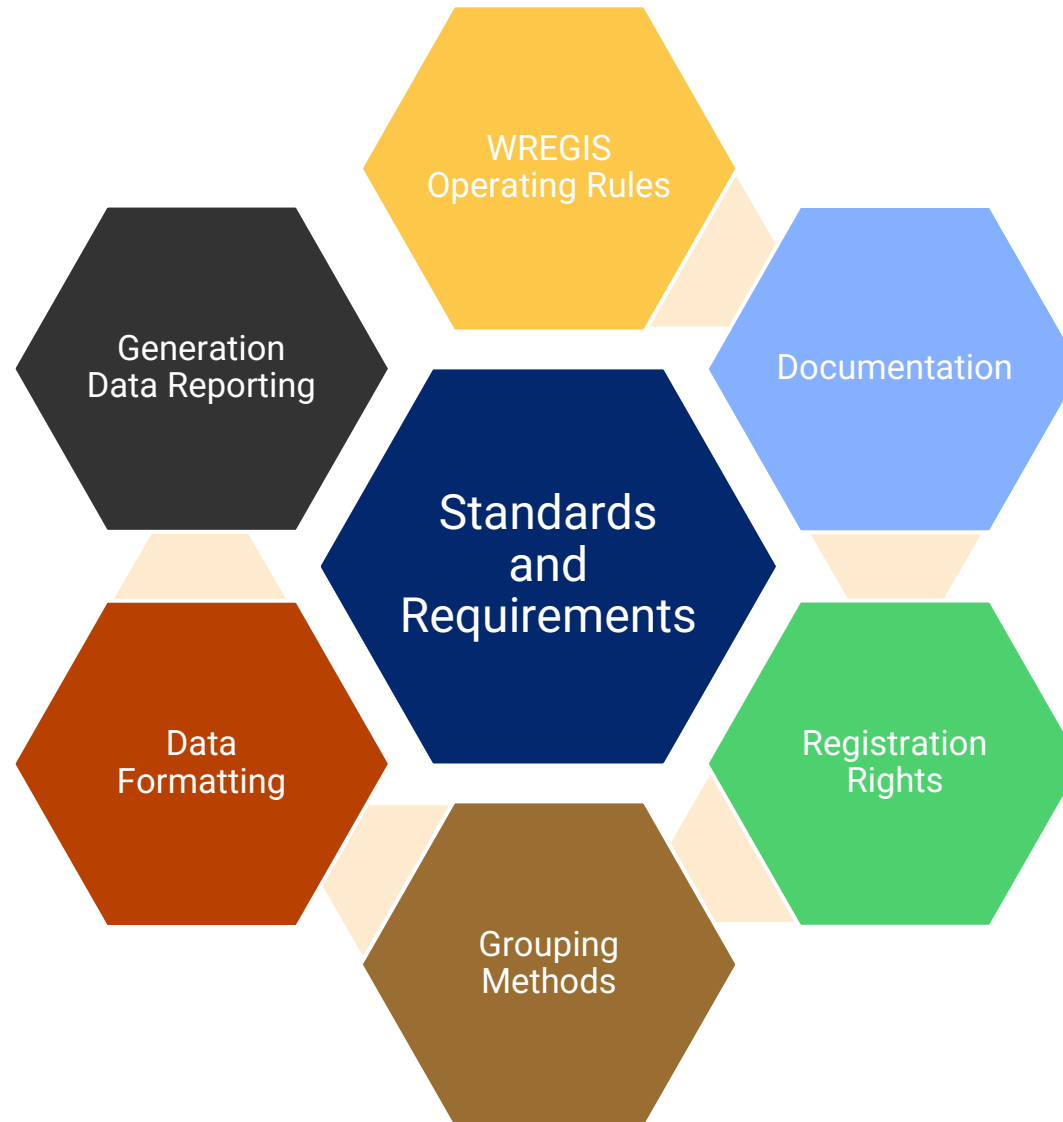 WREGIS
Operating Rules
Documentation
Registration
Rights
Grouping
Methods
Data
Formatting
Generation
Data Reporting
Standards
and
Requirements